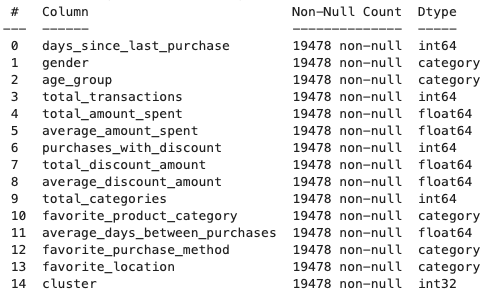 #   Column                         Non-Null Count  Dtype
---  ------                         --------------  -----
0   days_since_last_purchase       19478 non-null  int64
1   gender                         19478 non-null  category
2   age_group                      19478 non-null  category
3   total_transactions             19478 non-null  int64
4   total_amount_spent             19478 non-null  float64
5   average_amount_spent           19478 non-null  float64
6   purchases_with_discount        19478 non-null  int64
7   total_discount_amount          19478 non-null  float64
8   average_discount_amount        19478 non-null  float64
9   total_categories               19478 non-null  int64
10  favorite_product_category      19478 non-null  category
11  average_days_between_purchases 19478 non-null  float64
12  favorite_purchase_method       19478 non-null  category
13  favorite_location              19478 non-null  category
14  cluster                        19478 non-null  int32